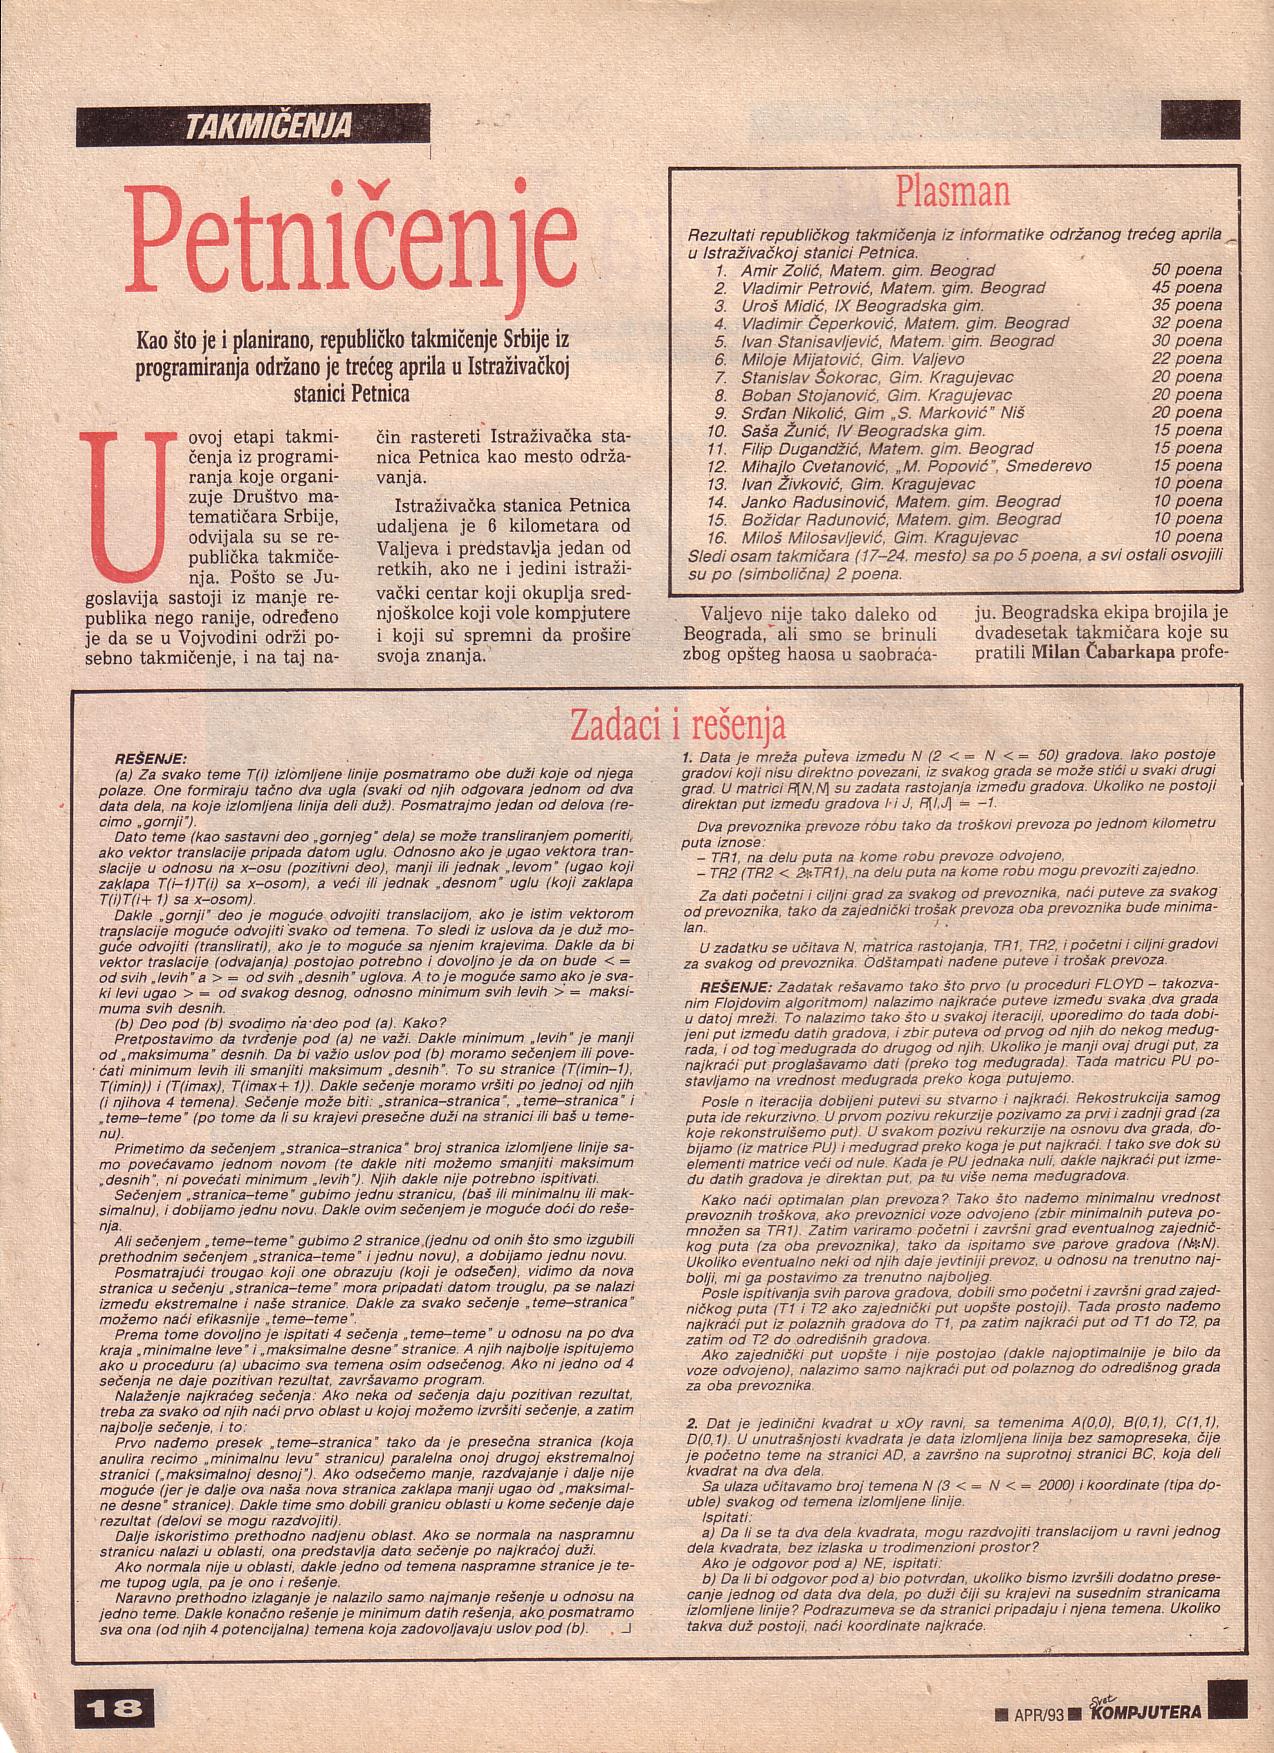 TAKMIČENJA
Petničenje
Kao što je i planirano, republičko takmičenje Srbije iz
programiranja održano je trećeg aprila u Istraživačkoj
stanici Petnica
U ovoj etapi takmi-
čenja iz programi-
ranja koje organi-
zuje Društvo ma-
tematičara Srbije,
odvijala su se re-
publička takmiče-
nja. Pošto se Ju-
goslavija sastoji iz manje re-
publika nego ranije, određeno
je da se u Vojvodini održi po-
sebno takmičenje, i na taj na-
čin rastereti Istraživačka sta-
nica Petnica kao mesto održa-
vanja.
Istraživačka stanica Petnica
udaljena je 6 kilometara od
Valjeva i predstavlja jedan od
retkih, ako ne i jedini istraži-
vački centar koji okuplja sred-
njoškolce koji vole kompjutere
i koji su spremni da prošire
svoja znanja.
Plasman
Rezultati republičkog takmičenja iz informatike održanog trećeg aprila
u Istraživačkoj stanici Petnica.
1. Amir Zolić, Matem. gim. Beograd 50 poena
2. Vladimir Petrović, Matem. gim. Beograd 45 poena
3. Uroš Midić, IX Beogradska gim. 35 poena
4. Vladimir Čeperković, Matem. gim. Beograd 32 poena
5. Ivan Stanisavljević, Matem. gim. Beograd 30 poena
6. Miloje Mijatović, Gim. Valjevo 22 poena
7. Stanislav Šokorac, Gim. Kragujevac 20 poena
8. Boban Stojanović, Gim. Kragujevac 20 poena
9. Srđan Nikolić, Gim „S. Marković” Niš 20 poena
10. Saša Žunić, IV Beogradska gim. 15 poena
11. Filip Dugandžić, Matem. gim. Beograd 15 poena
12. Mihajlo Cvetanović, „M. Popović”, Smederevo 15 poena
13. Ivan Živković, Gim. Kragujevac 10 poena
14. Janko Radusinović, Matem. gim. Beograd 10 poena
15. Božidar Radunović, Matem. gim. Beograd 10 poena
16. Miloš Milosavljević, Gim. Kragujevac 10 poena
Sledi osam takmičara (17–24. mesto) sa po 5 poena, a svi ostali osvojili
su po (simbolična) 2 poena.
Valjevo nije tako daleko od
Beograda, ali smo se brinuli
zbog opšteg haosa u saobraća-
ju. Beogradska ekipa brojila je
dvadesetak takmičara koje su
pratili Milan Čabarkapa profe-
Zadaci i rešenja
REŠENJE:
(a) Za svako teme T(i) izlomljene linije posmatramo obe duži koje od njega
polaze. One formiraju tačno dva ugla (svaki od njih odgovara jednom od dva
data dela, na koje izlomljena linija deli duž). Posmatrajmo jedan od delova (re-
cimo „gornji”).
Dato teme (kao sastavni deo „gornjeg” dela) se može transliranjem pomeriti,
ako vektor translacije pripada datom uglu. Odnosno ako je ugao vektora tran-
slacije u odnosu na x–osu (pozitivni deo), manji ili jednak „levom” (ugao koji
zaklapa T(i–1)T(i) sa x–osom), a veći ili jednak „desnom” uglu (koji zaklapa
T(i)T(i+ 1) sa x–osom).
Dakle „gornji” deo je moguće odvojiti translacijom, ako je istim vektorom
translacije moguće odvojiti svako od temena. To sledi iz uslova da je duž mo-
guće odvojiti (translirati), ako je to moguće sa njenim krajevima. Dakle da bi
vektor traslacije (odvajanja) postojao potrebno i dovoljno je da on bude < =
od svih „levih” a > = od svih „desnih” uglova. A to je moguće samo ako je sva-
ki levi ugao > = od svakog desnog, odnosno minimum svih levih > = maksi-
muma svih desnih.
(b) Deo pod (b) svodimo na deo pod (a). Kako?
Pretpostavimo da tvrđenje pod (a) ne važi. Dakle minimum „levih” je manji
od „maksimuma” desnih. Da bi važio uslov pod (b) moramo sečenjem ili pove-
ćati minimum levih ili smanjiti maksimum „desnih”. To su stranice (T(imin–1),
T(imin)) i (T(imax), T(imax+ 1)). Dakle sečenje moramo vršiti po jednoj od njih
(i njihova 4 temena). Sečenje može biti: „stranica–stranica”, „teme–stranica” i
„teme–teme” (po tome da li su krajevi presečne duži na stranici ili baš u teme-
nu).
Primetimo da sečenjem „stranica–stranica” broj stranica izlomljene linije sa-
mo povećavamo jednom novom (te dakle niti možemo smanjiti maksimum
„desnih”, ni povećati minimum „levih”). Njih dakle nije potrebno ispitivati.
Sečenjem „stranica–teme” gubimo jednu stranicu, (baš ili minimalnu ili mak-
simalnu), i dobijamo jednu novu. Dakle ovim sečenjem je moguće doći do reše-
nja.
Ali sečenjem „teme–teme” gubimo 2 stranice (jednu od onih što smo izgubili
prethodnim sečenjem „stranica–teme” i jednu novu), a dobijamo jednu novu.
Posmatrajući trougao koji one obrazuju (koji je odsečen), vidimo da nova
stranica u sečenju „stranica–teme” mora pripadati datom trouglu, pa se nalazi
između ekstremalne i naše stranice. Dakle za svako sečenje „teme–stranica”
možemo naći efikasnije „teme–teme”.
Prema tome dovoljno je ispitati 4 sečenja „teme–teme” u odnosu na po dva
kraja „minimalne leve” i „maksimalne desne” stranice. A njih najbolje ispitujemo
ako u proceduru (a) ubacimo sva temena osim odsečenog. Ako ni jedno od 4
sečenja ne daje pozitivan rezultat, završavamo program.
Nalaženje najkraćeg sečenja: Ako neka od sečenja daju pozitivan rezultat,
treba za svako od njih naći prvo oblast u kojoj možemo izvršiti sečenje, a zatim
najbolje sečenje, i to:
Prvo nađemo presek „teme–stranica” tako da je presečna stranica (koja
anulira recimo „minimalnu levu” stranicu) paralelna onoj drugoj ekstremalnoj
stranici („maksimalnoj desnoj”). Ako odsečemo manje, razdvajanje i dalje nije
moguće (jer je dalje ova naša nova stranica zaklapa manji ugao od „maksimal-
ne desne” stranice). Dakle time smo dobili granicu oblasti u kome sečenje daje
rezultat (delovi se mogu razdvojiti).
Dalje iskoristimo prethodno nadjenu oblast. Ako se normala na naspramnu
stranicu nalazi u oblasti, ona predstavlja dato sečenje po najkraćoj duži.
Ako normala nije u oblasti, dakle jedno od temena naspramne stranice je te-
me tupog ugla, pa je ono i rešenje.
Naravno prethodno izlaganje je nalazilo samo najmanje rešenje u odnosu na
jedno teme. Dakle konačno rešenje je minimum datih rešenja, ako posmatramo
sva ona (od njih 4 potencijalna) temena koja zadovoljavaju uslov pod (b).
1. Data je mreža puteva između N (2 < = N < = 50) gradova. Iako postoje
gradovi koji nisu direktno povezani, iz svakog grada se može stići u svaki drugi
grad. U matrici R[N,N] su zadata rastojanja između gradova. Ukoliko ne postoji
direktan put između gradova I i J, R[I,J] = –1.
Dva prevoznika prevoze robu tako da troškovi prevoza po jednom kilometru
puta iznose:
– TR1, na delu puta na kome robu prevoze odvojeno,
– TR2 (TR2 < 2*TR1), na delu puta na kome robu mogu prevoziti zajedno.
Za dati početni i ciljni grad za svakog od prevoznika, naći puteve za svakog
od prevoznika, tako da zajednički trošak prevoza oba prevoznika bude minima-
lan.
U zadatku se učitava N, matrica rastojanja, TR1, TR2, i početni i ciljni gradovi
za svakog od prevoznika. Odštampati nađene puteve i trošak prevoza.
REŠENJE: Zadatak rešavamo tako što prvo (u proceduri FLOYD – takozva-
nim Flojdovim algoritmom) nalazimo najkraće puteve između svaka dva grada
u datoj mreži. To nalazimo tako što u svakoj iteraciji, uporedimo do tada dobi-
jeni put između datih gradova, i zbir puteva od prvog od njih do nekog međug-
rada, i od tog međugrada do drugog od njih. Ukoliko je manji ovaj drugi put, za
najkraći put proglašavamo dati (preko tog međugrada). Tada matricu PU po-
stavljamo na vrednost međugrada preko koga putujemo.
Posle n iteracija dobijeni putevi su stvarno i najkraći. Rekostrukcija samog
puta ide rekurzivno. U prvom pozivu rekurzije pozivamo za prvi i zadnji grad (za
koje rekonstruišemo put). U svakom pozivu rekurzije na osnovu dva grada, do-
bijamo (iz matrice PU) i međugrad preko koga je put najkraći. I tako sve dok su
elementi matrice veći od nule. Kada je PU jednaka nuli, dakle najkraći put izme-
đu datih gradova je direktan put, pa tu više nema međugradova.
Kako naći optimalan plan prevoza? Tako što nađemo minimalnu vrednost
prevoznih troškova, ako prevoznici voze odvojeno (zbir minimalnih puteva po-
množen sa TR1). Zatim variramo početni i završni grad eventualnog zajednič-
kog puta (za oba prevoznika), tako da ispitamo sve parove gradova (N*N).
Ukoliko eventualno neki od njih daje jevtiniji prevoz, u odnosu na trenutno naj-
bolji, mi ga postavimo za trenutno najboljeg.
Posle ispitivanja svih parova gradova, dobili smo početni i završni grad zajed-
ničkog puta (T1 i T2 ako zajednički put uopšte postoji). Tada prosto nađemo
najkraći put iz polaznih gradova do T1, pa zatim najkraći put od T1 do T2, pa
zatim od T2 do odredišnih gradova.
Ako zajednički put uopšte i nije postojao (dakle najoptimalnije je bilo da
voze odvojeno), nalazimo samo najkraći put od polaznog do odredišnog grada
za oba prevoznika.
2. Dat je jedinični kvadrat u xOy ravni, sa temenima A(0,0), B(0,1), C(1,1),
D(0,1). U unutrašnjosti kvadrata je data izlomljena linija bez samopreseka, čije
je početno teme na stranici AD, a završno na suprotnoj stranici BC, koja deli
kvadrat na dva dela.
Sa ulaza učitavamo broj temena N (3 < = N < = 2000) i koordinate (tipa do-
uble) svakog od temena izlomljene linije.
Ispitati:
a) Da li se ta dva dela kvadrata, mogu razdvojiti translacijom u ravni jednog
dela kvadrata, bez izlaska u trodimenzioni prostor?
Ako je odgovor pod a) NE, ispitati:
b) Da li bi odgovor pod a) bio potvrdan, ukoliko bismo izvršili dodatno prese-
canje jednog od data dva dela, po duži čiji su krajevi na susednim stranicama
izlomljene linije? Podrazumeva se da stranici pripadaju i njena temena. Ukoliko
takva duž postoji, naći koordinate najkraće.
18
APR/93 Svet KOMPJUTERA